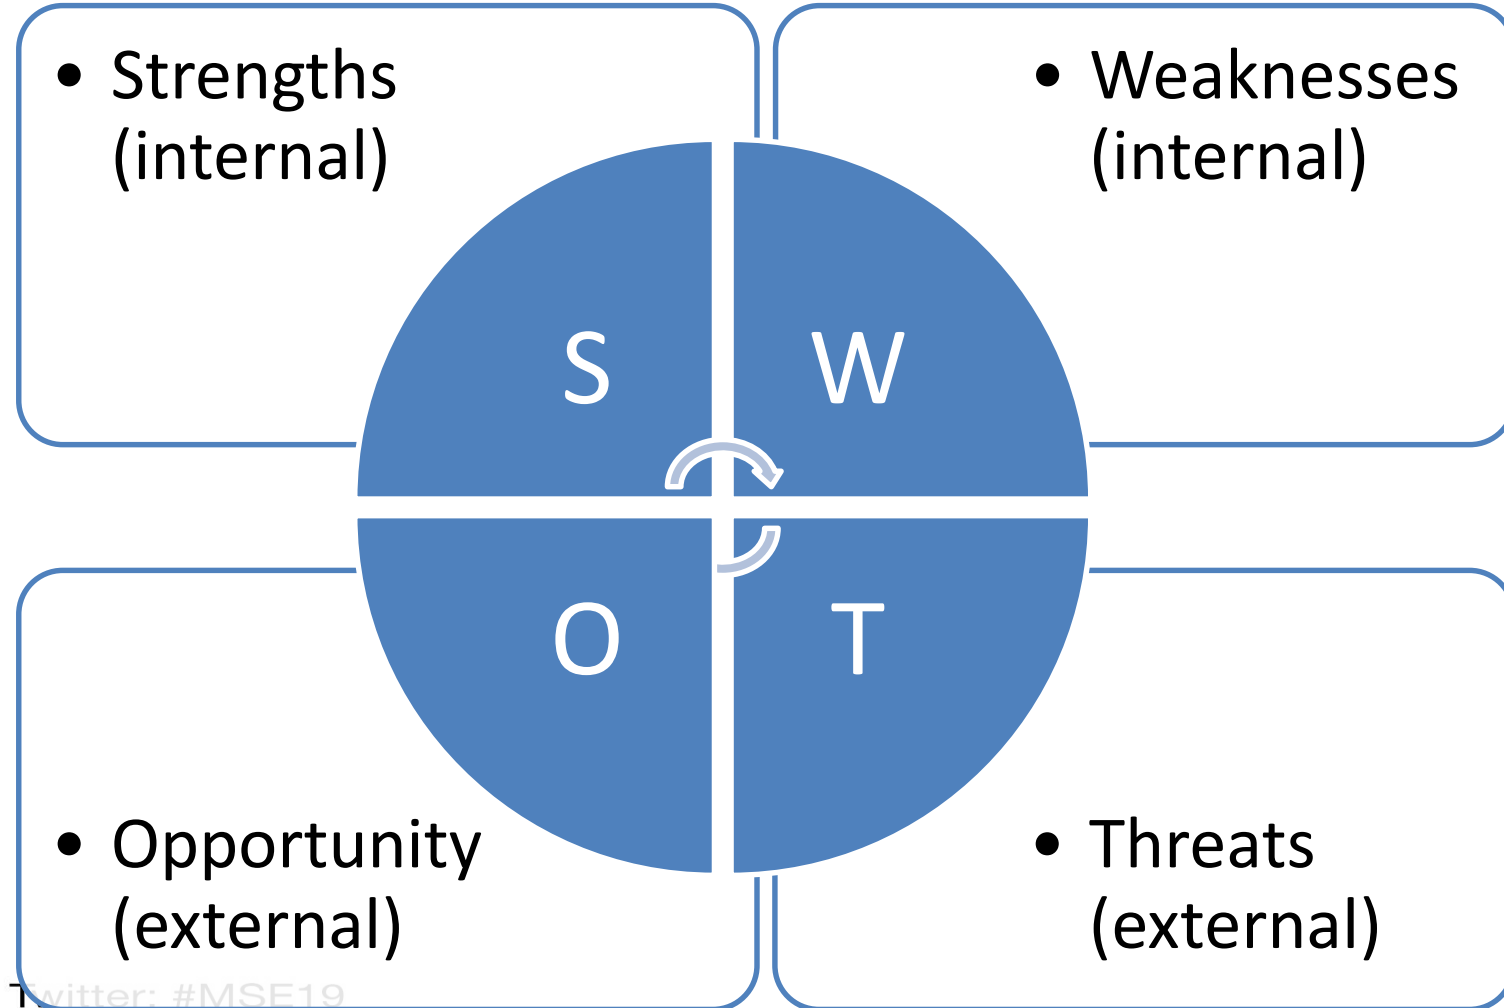 • Strengths
(internal)
• Weaknesses
(internal)
S
W
O
T
• Opportunity
(external)
• Threats
(external)
Twitter: #MSE19